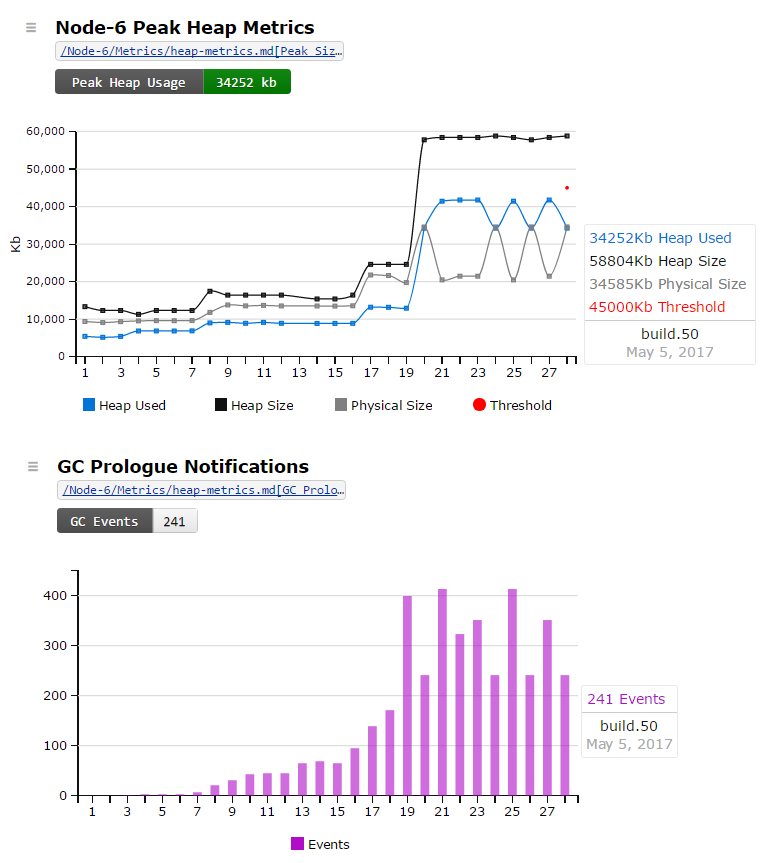 Node-6 Peak Heap Metrics
/Node-6/Metrics/heap-metrics.md[Peak Siz…
Peak Heap Usage 34252 kb
60,000
50,000
40,000
30,000
20,000
10,000
0
Kb
1 3 5 7 9 11 13 15 17 19 21 23 25 27
34252Kb Heap Used
58804Kb Heap Size
34585Kb Physical Size
45000Kb Threshold
build.50
May 5, 2017
Heap Used Heap Size Physical Size Threshold
GC Prologue Notifications
/Node-6/Metrics/heap-metrics.md[GC Prolo…
GC Events 241
400
300
200
100
0
1 3 5 7 9 11 13 15 17 19 21 23 25 27
241 Events
build.50
May 5, 2017
Events